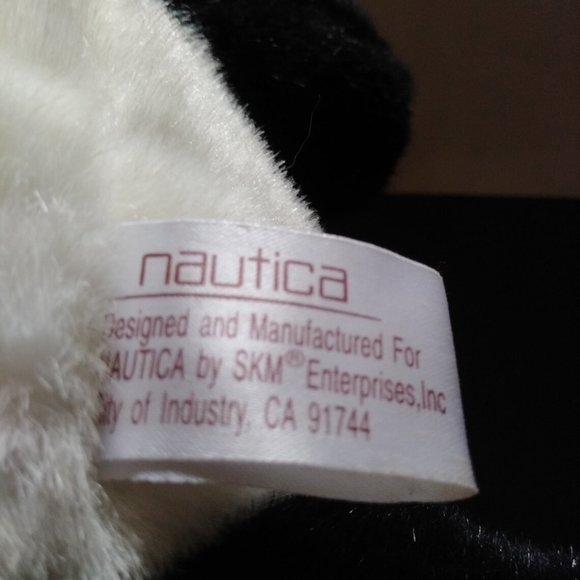 nautica
Designed and Manufactured For
NAUTICA by SKM® Enterprises,Inc
City of Industry, CA 91744